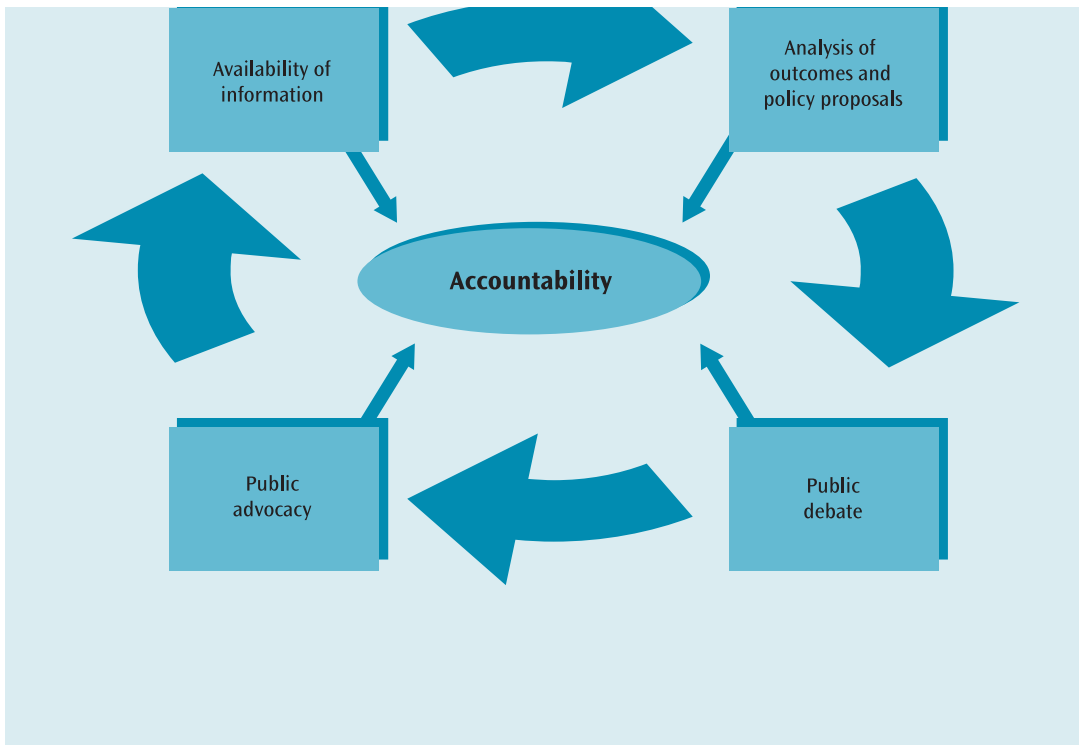 Availability of
information
Analysis of
outcomes and
policy proposals
Accountability
Public
advocacy
Public
debate